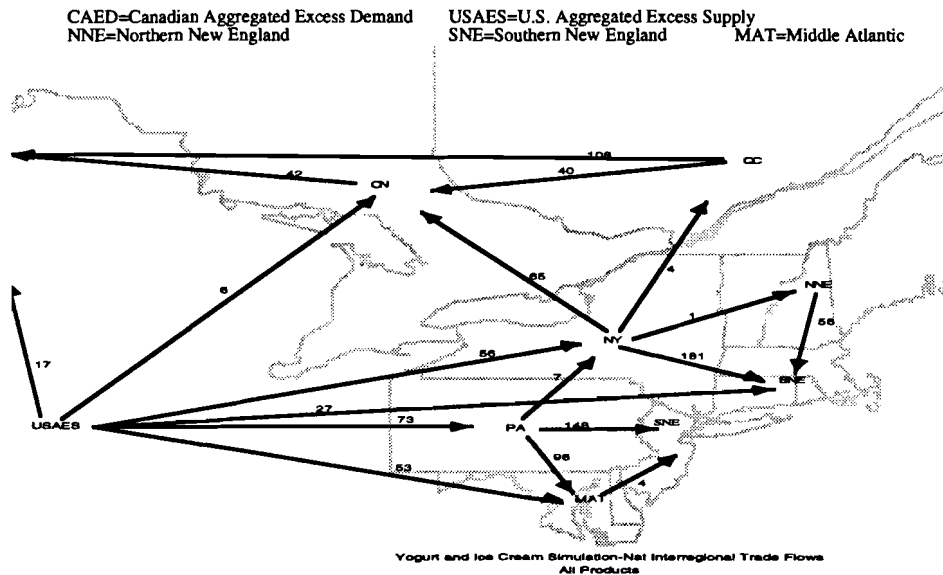 CAED=Canadian Aggregated Excess Demand USAES=U.S. Aggregated Excess Supply
NNE=Northern New England SNE=Southern New England MAT=Middle Atlantic
108
QC
42
ON
40
6
65
4
NNE
1
56
17
NY
56
181
7
SNE
27
USAES
73
PA
148
SNE
96
53
4
MAT
Yogurt and Ice Cream Simulation-Net Interregional Trade Flows
All Products